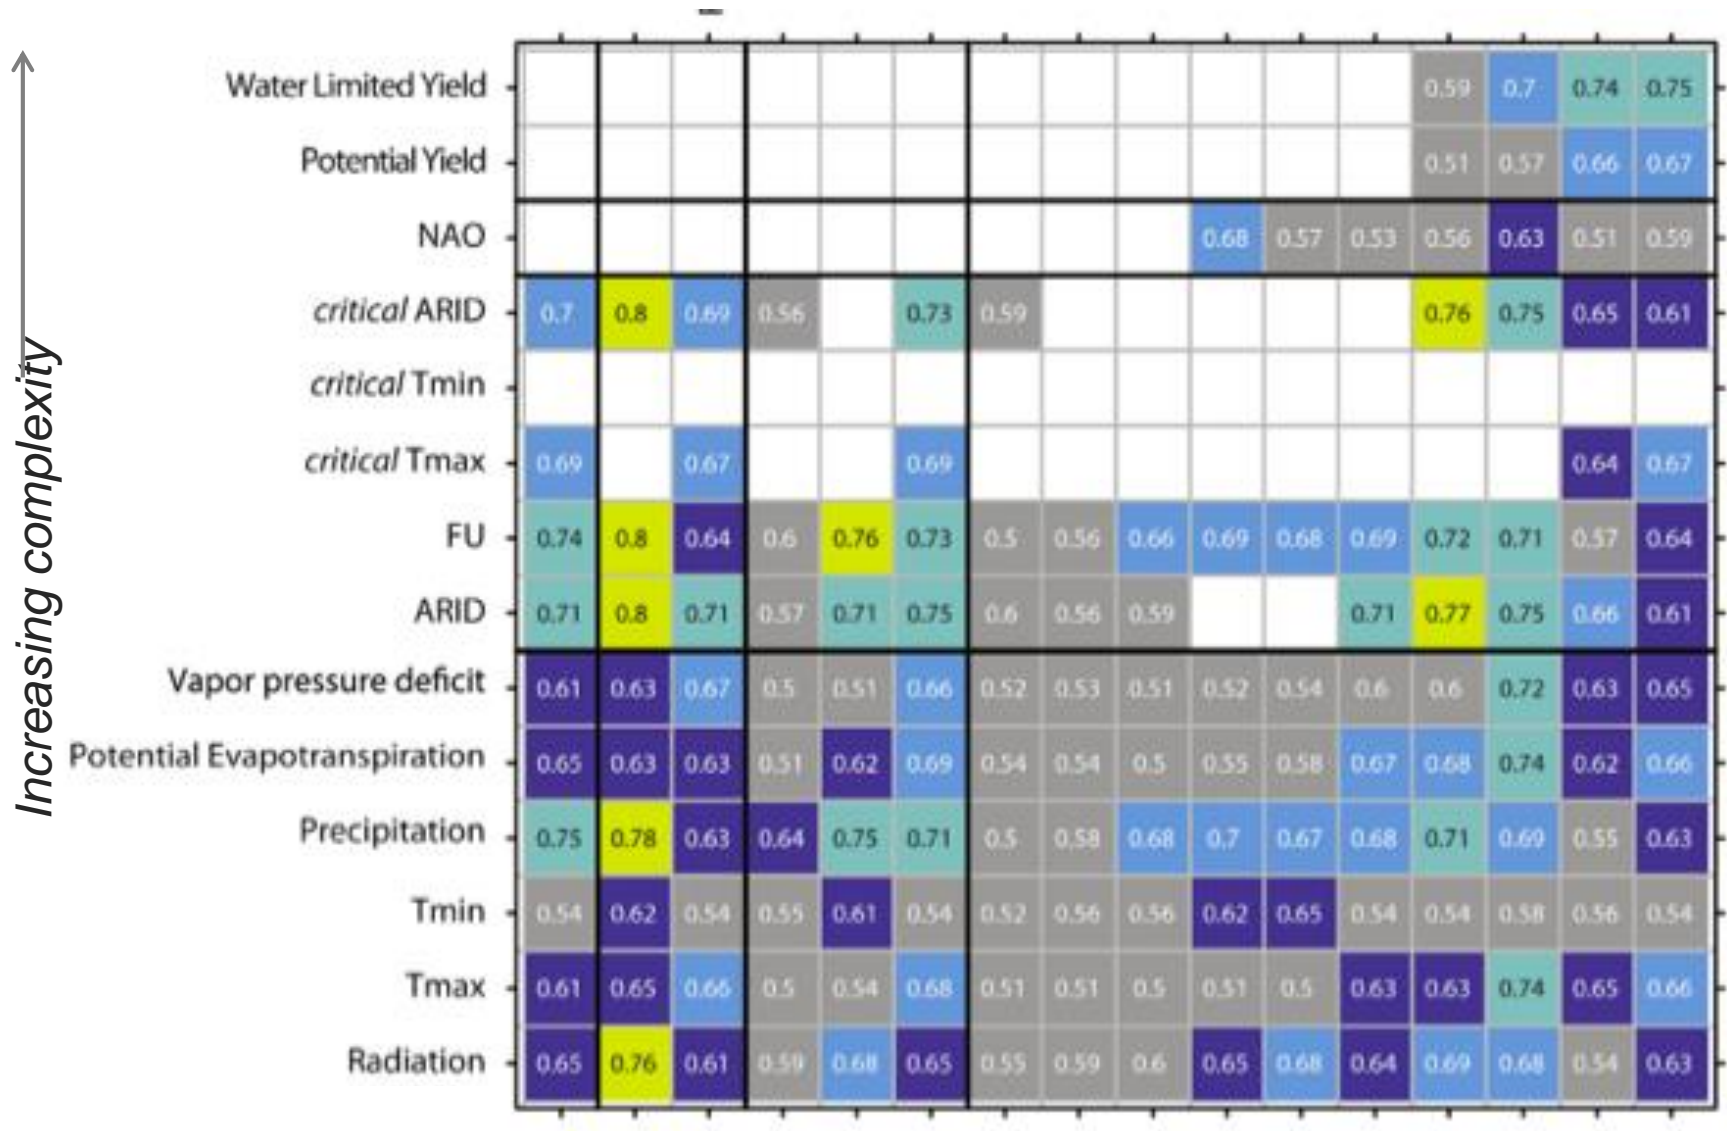 Increasing complexity
Water Limited Yield 0.59 0.7 0.74 0.75
Potential Yield 0.51 0.57 0.66 0.67
NAO 0.68 0.57 0.53 0.56 0.63 0.51 0.59
critical ARID 0.7 0.8 0.69 0.56 0.73 0.59 0.76 0.75 0.65 0.61
critical Tmin
critical Tmax 0.69 0.67 0.69 0.64 0.67
FU 0.74 0.8 0.64 0.6 0.76 0.73 0.5 0.56 0.66 0.69 0.68 0.69 0.72 0.71 0.57 0.64
ARID 0.71 0.8 0.71 0.57 0.71 0.75 0.6 0.56 0.59 0.71 0.77 0.75 0.66 0.61
Vapor pressure deficit 0.61 0.63 0.67 0.5 0.51 0.66 0.52 0.53 0.51 0.52 0.54 0.6 0.6 0.72 0.63 0.65
Potential Evapotranspiration 0.65 0.63 0.63 0.51 0.62 0.69 0.54 0.54 0.5 0.55 0.58 0.67 0.68 0.74 0.62 0.66
Precipitation 0.75 0.78 0.63 0.64 0.75 0.71 0.5 0.58 0.68 0.7 0.67 0.68 0.71 0.69 0.55 0.63
Tmin 0.54 0.62 0.54 0.55 0.61 0.54 0.52 0.56 0.56 0.62 0.65 0.54 0.54 0.58 0.56 0.54
Tmax 0.61 0.65 0.66 0.5 0.54 0.68 0.51 0.51 0.5 0.51 0.5 0.63 0.63 0.74 0.65 0.66
Radiation 0.65 0.76 0.61 0.59 0.68 0.65 0.55 0.59 0.6 0.65 0.68 0.64 0.69 0.68 0.54 0.63